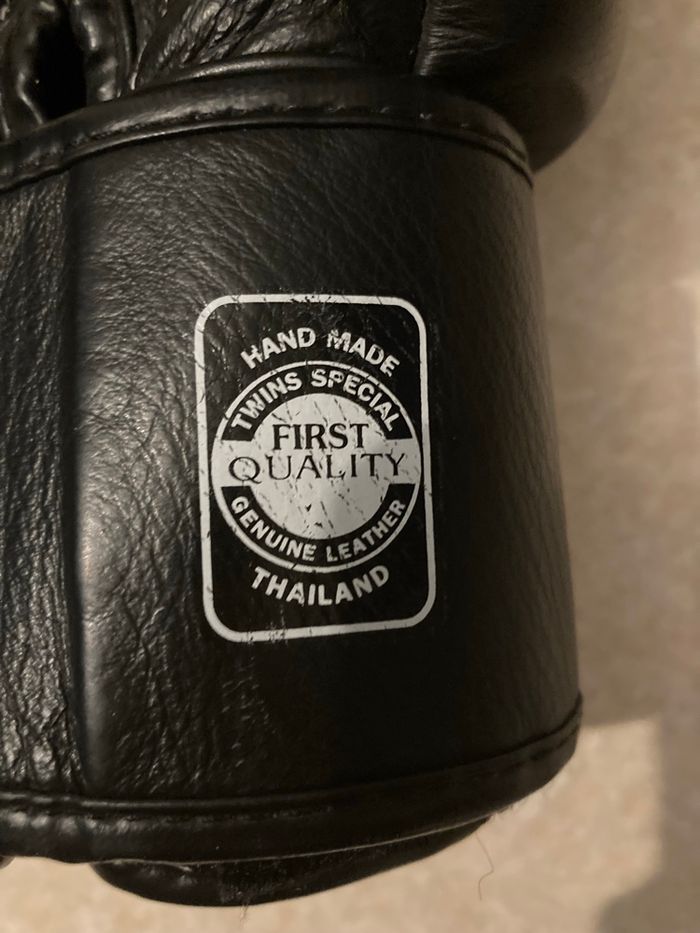 HAND MADE
TWINS SPECIAL
FIRST
QUALITY
GENUINE LEATHER
THAILAND